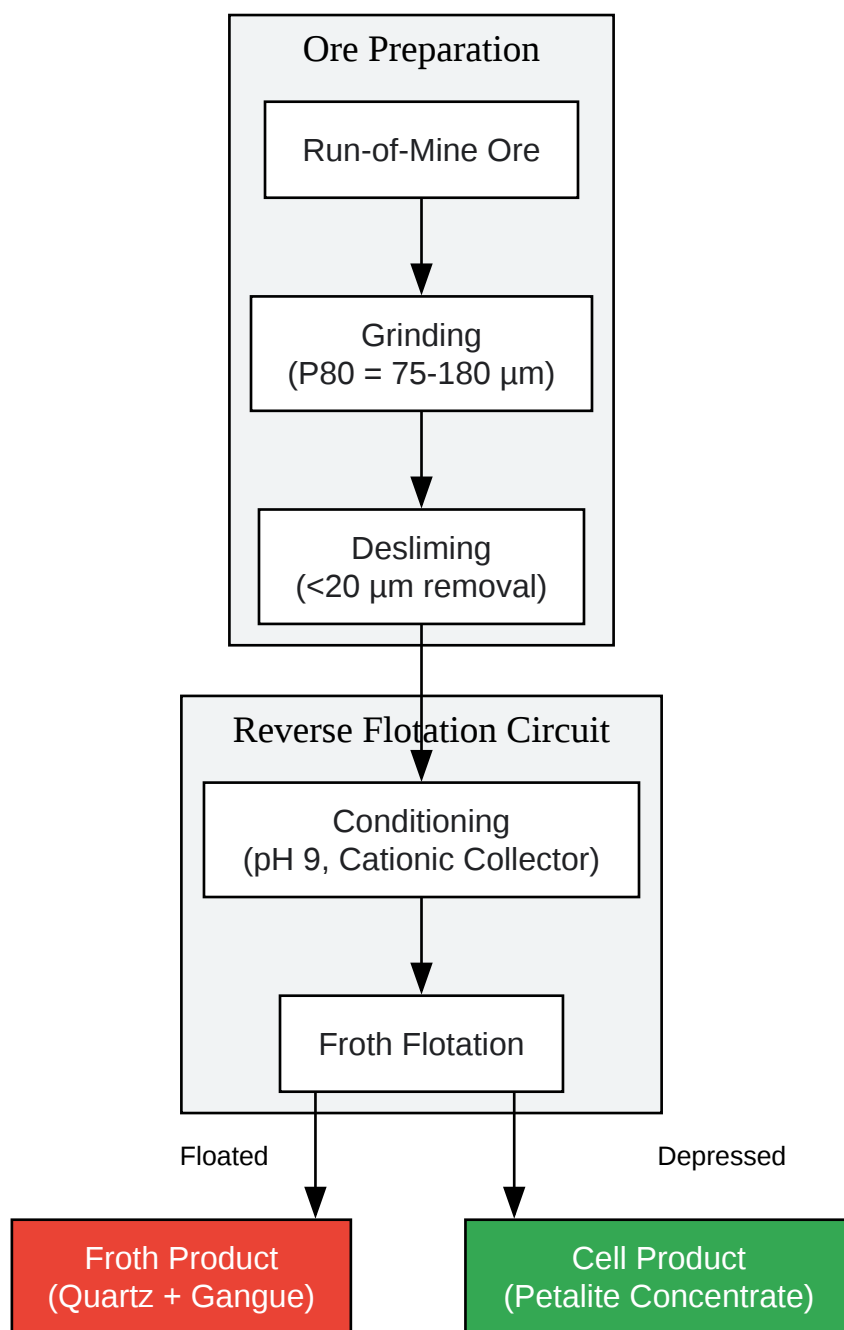 Ore Preparation
Run-of-Mine Ore
Grinding
(P80 = 75-180 µm)
Desliming
(<20 µm removal)
Reverse Flotation Circuit
Conditioning
(pH 9, Cationic Collector)
Froth Flotation
Floated
Depressed
Froth Product
(Quartz + Gangue)
Cell Product
(Petalite Concentrate)